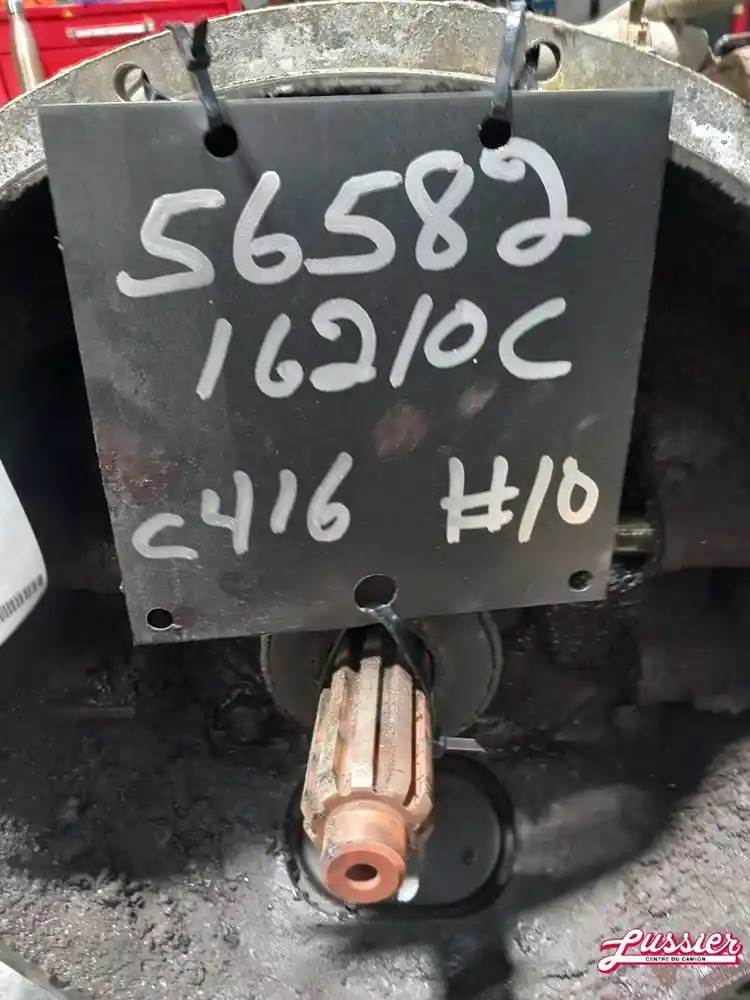 56582
16210C
C416 #10
Lussier
CENTRE DU CAMION